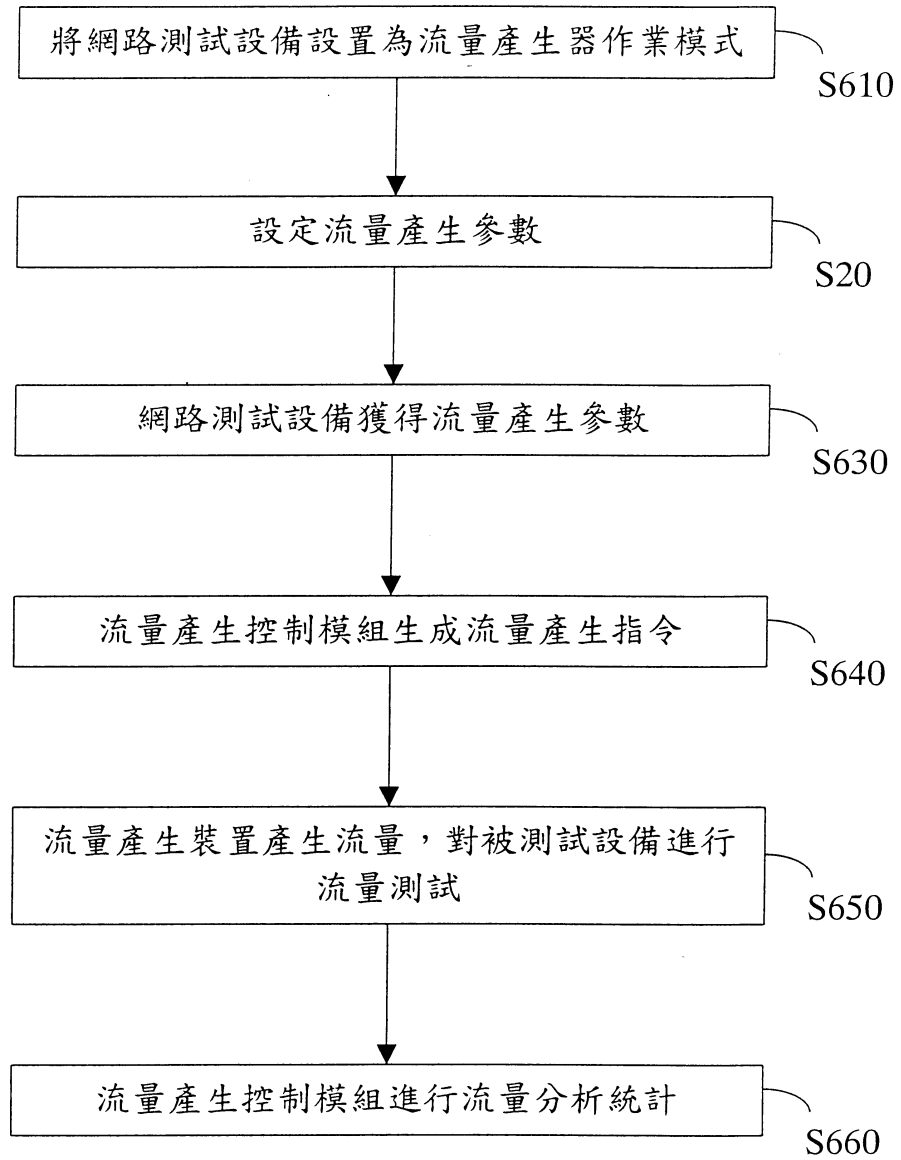 將網路測試設備設置為流量產生器作業模式
S610
設定流量產生參數
S20
網路測試設備獲得流量產生參數
S630
流量產生控制模組生成流量產生指令
S640
流量產生裝置產生流量，對被測試設備進行
流量測試
S650
流量產生控制模組進行流量分析統計
S660